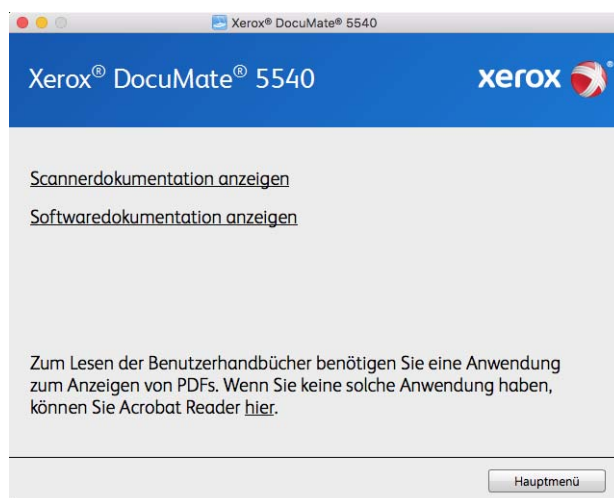 Xerox® DocuMate® 5540
Xerox® DocuMate® 5540
xerox ®
Scannerdokumentation anzeigen
Softwaredokumentation anzeigen
Zum Lesen der Benutzerhandbücher benötigen Sie eine Anwendung
zum Anzeigen von PDFs. Wenn Sie keine solche Anwendung haben,
können Sie Acrobat Reader hier.
Hauptmenü